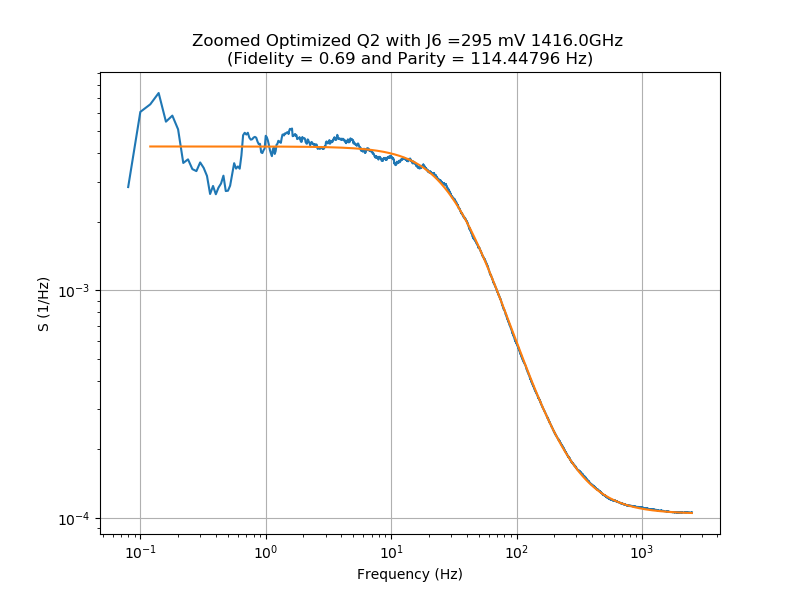 Zoomed Optimized Q2 with J6 =295 mV 1416.0GHz
(Fidelity = 0.69 and Parity = 114.44796 Hz)
S (1/Hz)
10⁻³
10⁻⁴
10⁻¹ 10⁰ 10¹ 10² 10³
Frequency (Hz)